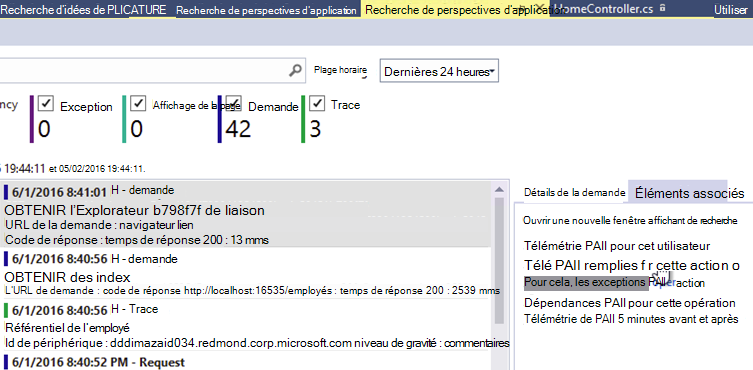 Recherche d'idées de PLICATURE Recherche de perspectives d'application Recherche de perspectives d'application HomeController.cs Utiliser
Plage horaire Dernières 24 heures
ncy Exception Affichage de la page Demande Trace
0 0 42 3
19:44:11 et 05/02/2016 19:44:11.
6/1/2016 8:41:01 H - demande
OBTENIR l'Explorateur b798f7f de liaison
URL de la demande : navigateur lien
Code de réponse : temps de réponse 200 : 13 mms
6/1/2016 8:40:56 H - demande
OBTENIR des index
L'URL de demande : code de réponse http://localhost:16535/employés : temps de réponse 200 : 2539 mms
6/1/2016 8:40:56 H - Trace
Référentiel de l'employé
Id de périphérique : dddimazaid034.redmond.corp.microsoft.com niveau de gravité : commentaires
6/1/2016 8:40:52 PM - Request
Détails de la demande Éléments associés
Ouvrir une nouvelle fenêtre affichant de recherche
Télémétrie PAII pour cet utilisateur
Télé PAII remplies f r cette action o
Pour cela, les exceptions PAII
Dépendances PAII pour cette opération
Télémétrie de PAII 5 minutes avant et après